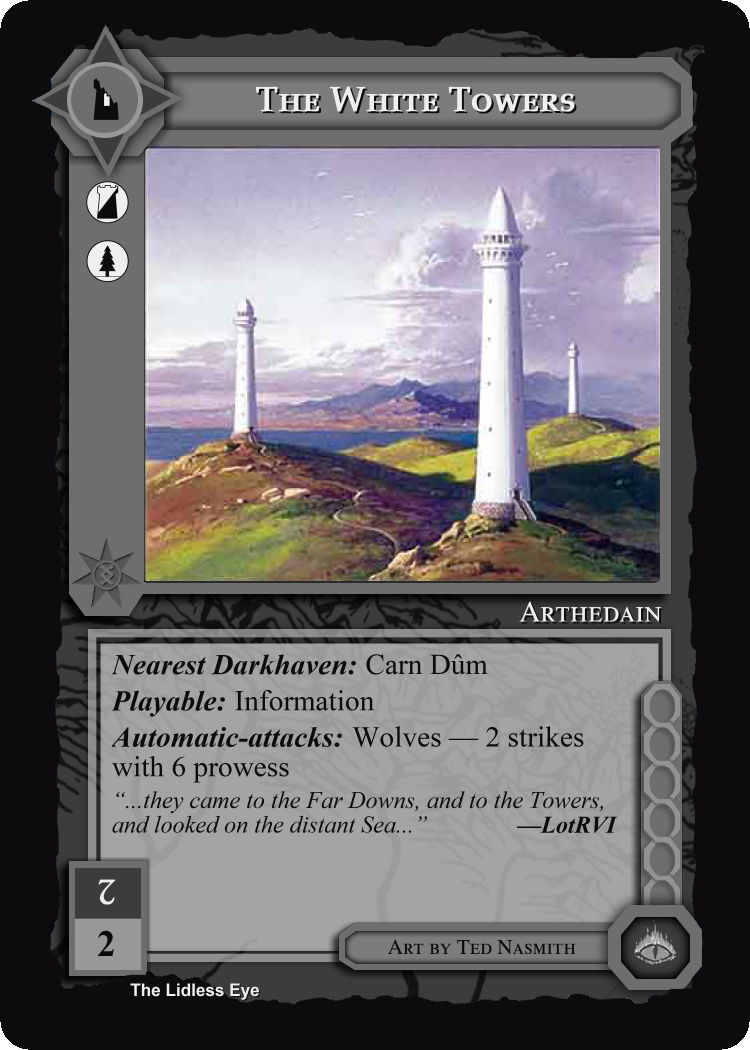 The White Towers
Arthedain
Nearest Darkhaven: Carn Dûm
Playable: Information
Automatic-attacks: Wolves — 2 strikes
with 6 prowess
“...they came to the Far Downs, and to the Towers,
and looked on the distant Sea...” —LotRVI
2
2
Art by Ted Nasmith
The Lidless Eye